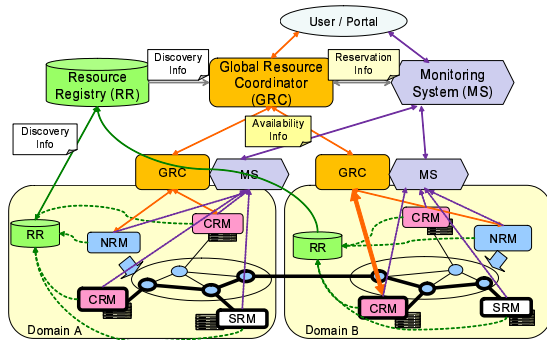 User / Portal
Discovery
Info
Reservation
Info
Resource
Registry (RR)
Global Resource
Coordinator
(GRC)
Monitoring
System (MS)
Discovery
Info
Availability
Info
GRC
MS
GRC
MS
RR
NRM
CRM
CRM
SRM
Domain A
RR
CRM
NRM
CRM
SRM
Domain B